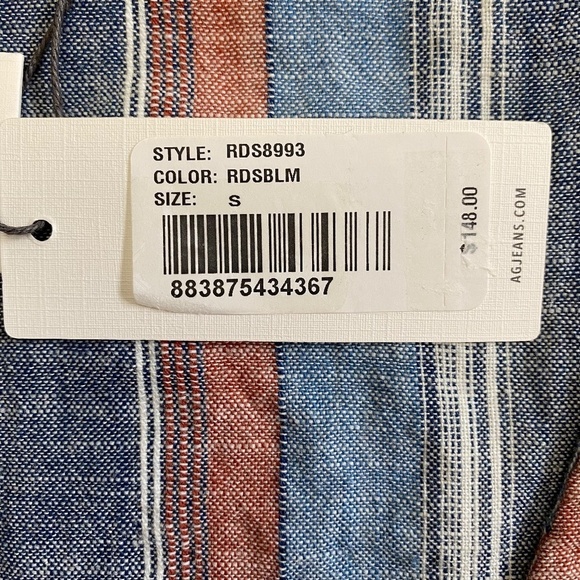 STYLE: RDS8993
COLOR: RDSBLM
SIZE: S
883875434367
$148.00
AGJEANS.COM